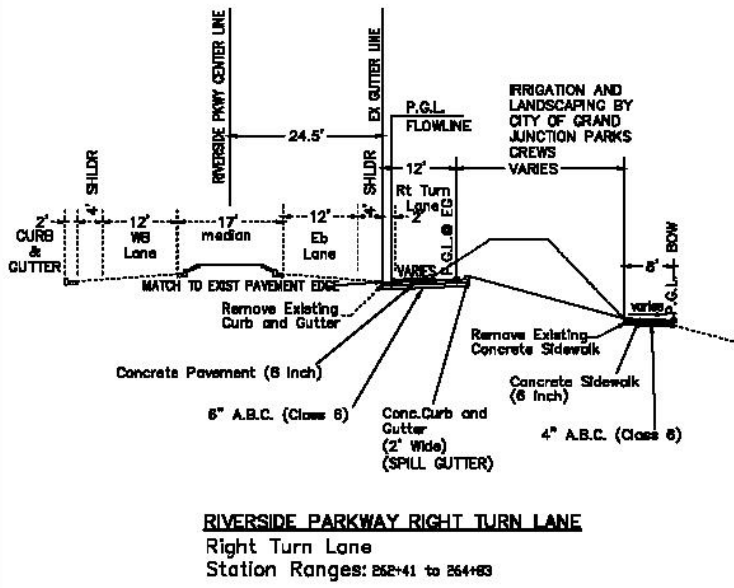 RIVERSIDE PKWY CENTER LINE
EX GUTTER LINE
P.G.L.
FLOWLINE
IRRIGATION AND
LANDSCAPING BY
CITY OF GRAND
JUNCTION PARKS
CREWS
VARIES
24.5'
12'
4' SHLDR
4' SHLDR
Rt Turn
Lane
P.G.L @ EG
2'
CURB
&
GUTTER
12'
WB
Lane
17'
median
12'
Eb
Lane
2'
BOW
P.G.L.
VARIES
varies
MATCH TO EXIST PAVEMENT EDGE
Remove Existing
Curb and Gutter
Remove Existing
Concrete Sidewalk
Concrete Pavement (6 Inch)
Concrete Sidewalk
(6 Inch)
6" A.B.C. (Class 6)
Conc.Curb and
Gutter
(2' Wide)
(SPILL GUTTER)
4" A.B.C. (Class 6)
RIVERSIDE PARKWAY RIGHT TURN LANE
Right Turn Lane
Station Ranges: 262+41 to 264+83